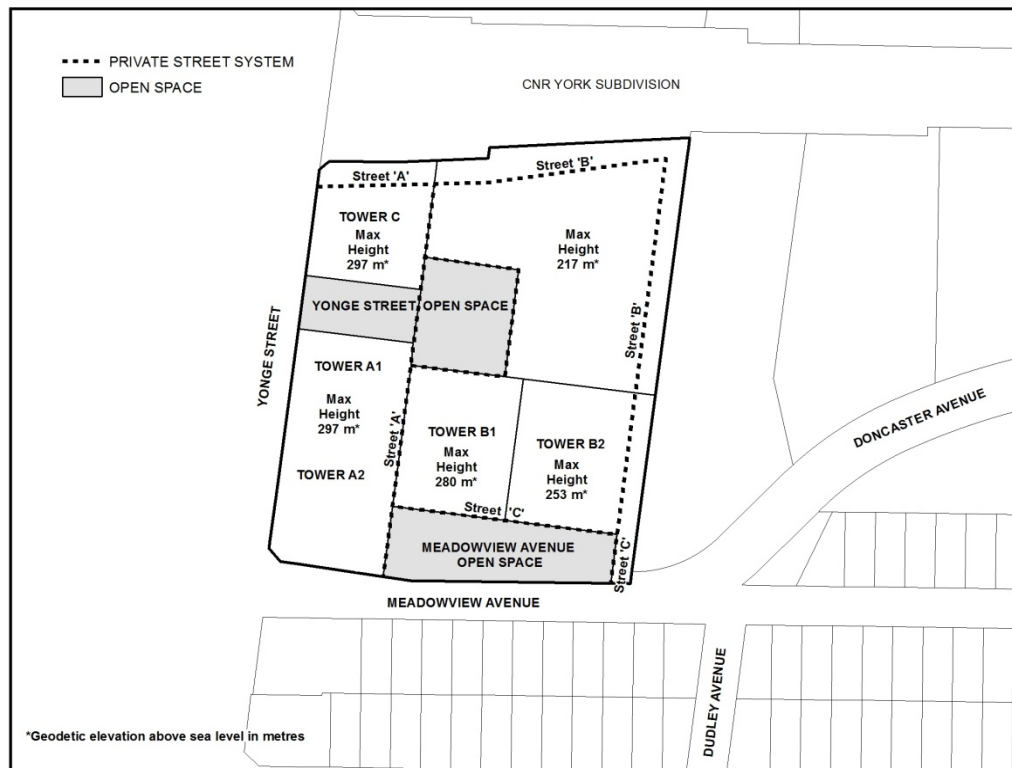 PRIVATE STREET SYSTEM
OPEN SPACE
CNR YORK SUBDIVISION
Street 'A'
Street 'B'
TOWER C
Max
Height
297 m*
Max
Height
217 m*
YONGE STREET OPEN SPACE
Street 'B'
YONGE STREET
TOWER A1
Max
Height
297 m*
TOWER A2
Street 'A'
TOWER B1
Max
Height
280 m*
TOWER B2
Max
Height
253 m*
DONCASTER AVENUE
Street 'C'
MEADOWVIEW AVENUE
OPEN SPACE
Street 'C'
MEADOWVIEW AVENUE
DUDLEY AVENUE
*Geodetic elevation above sea level in metres